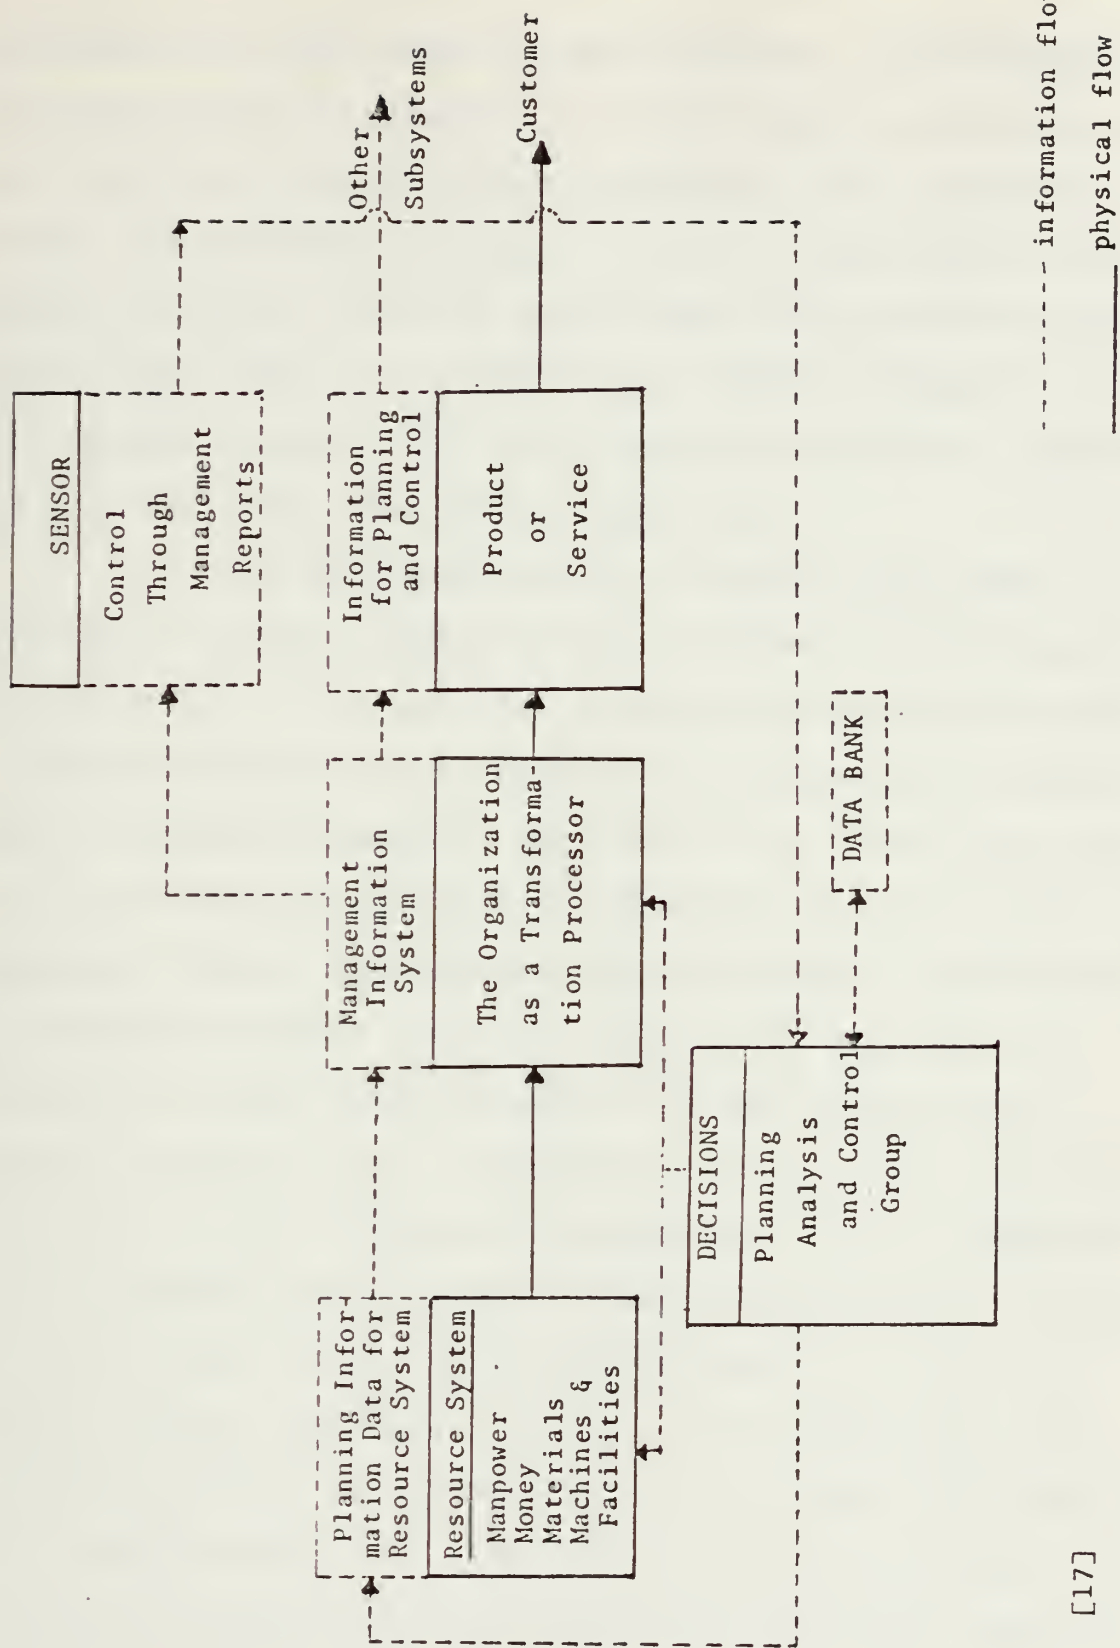 SENSOR
Control
Through
Management
Reports
Other
Subsystems
Customer
Planning Infor-
mation Data for
Resource System
Management
Information
System
Information
for Planning
and Control
Resource System
Manpower
Money
Materials
Machines &
Facilities
The Organization
as a Transforma-
tion Processor
Product
or
Service
DECISIONS
Planning
Analysis
and Control
Group
DATA BANK
information
physical flow
[17]